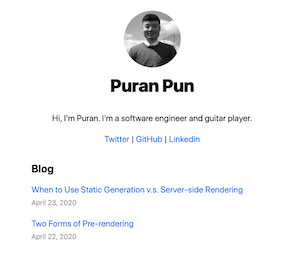 Puran Pun
Hi, I'm Puran. I'm a software engineer and guitar player.
Twitter | GitHub | Linkedin
Blog
When to Use Static Generation v.s. Server-side Rendering
April 23, 2020
Two Forms of Pre-rendering
April 22, 2020